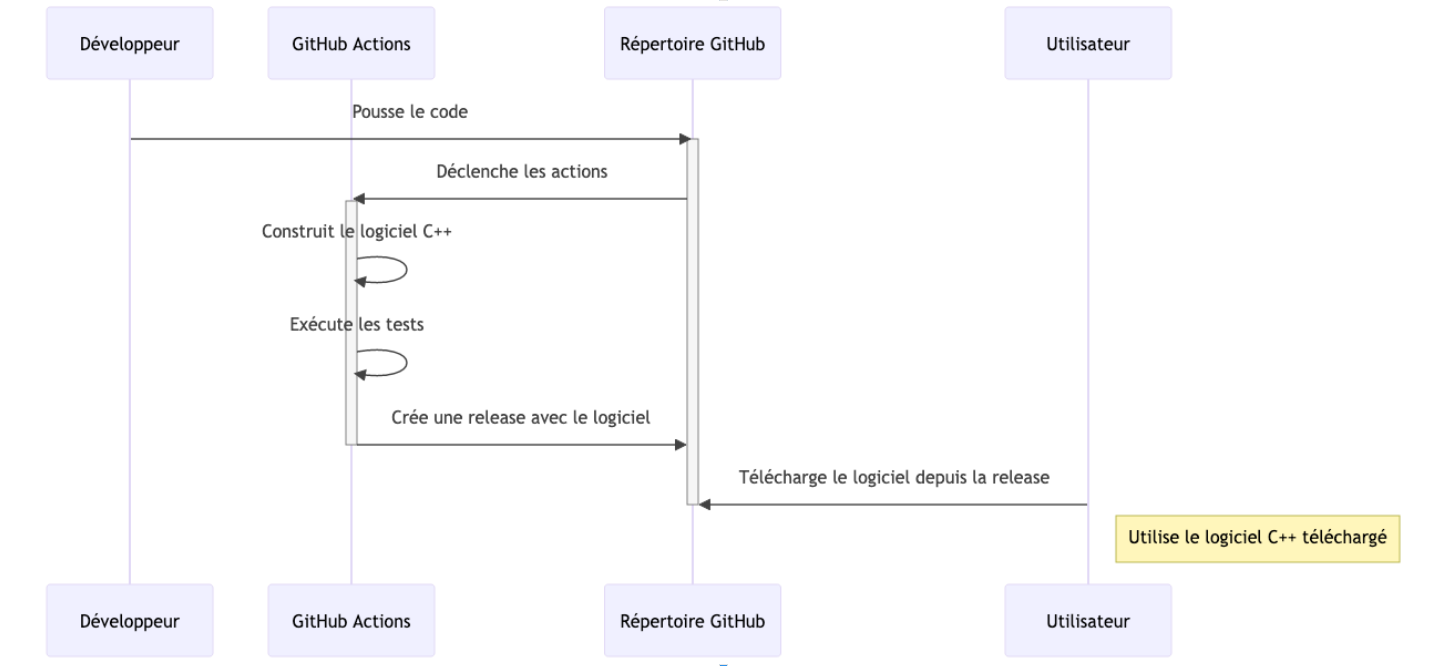 Développeur
GitHub Actions
Répertoire GitHub
Utilisateur
Pousse le code
Déclenche les actions
Construit le logiciel C++
Exécute les tests
Crée une release avec le logiciel
Télécharge le logiciel depuis la release
Utilise le logiciel C++ téléchargé
Développeur
GitHub Actions
Répertoire GitHub
Utilisateur